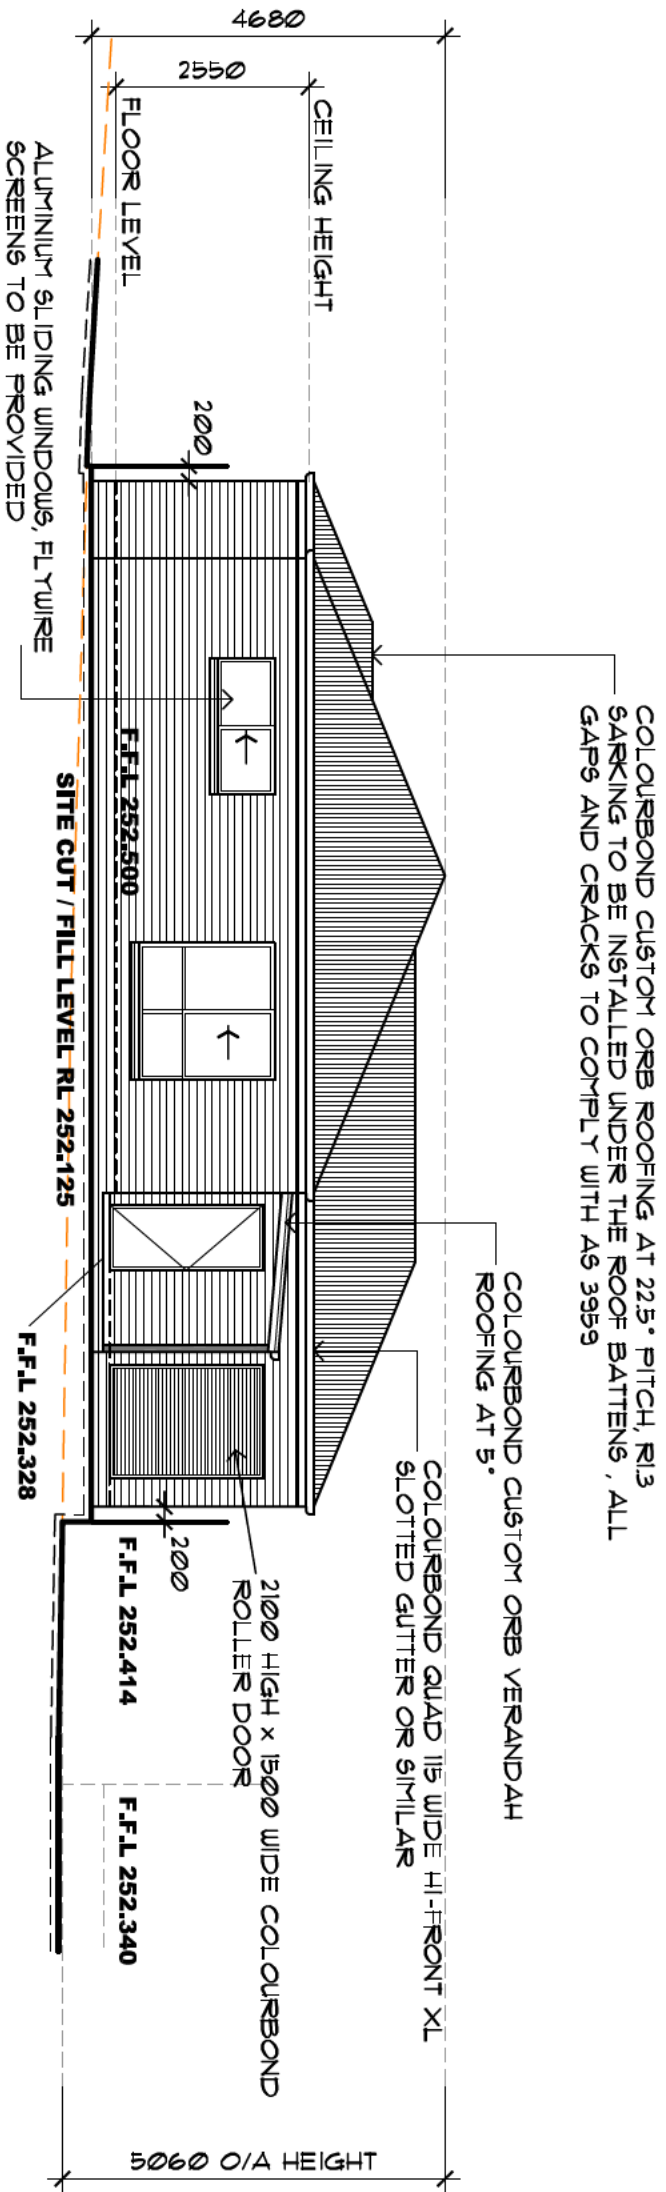 COLOURBOND CUSTOM ORB ROOFING AT 22.5° PITCH, R1.3
SARKING TO BE INSTALLED UNDER THE ROOF BATTENS , ALL
GAPS AND CRACKS TO COMPLY WITH AS 3959
COLOURBOND CUSTOM ORB VERANDAH
ROOFING AT 5°
COLOURBOND QUAD 115 WIDE HI-FRONT XL
SLOTTED GUTTER OR SIMILAR
2100 HIGH x 1500 WIDE COLOURBOND
ROLLER DOOR
4680
2550
CEILING HEIGHT
FLOOR LEVEL
200
200
F.F.L 252.500
F.F.L 252.414
F.F.L 252.340
SITE CUT / FILL LEVEL RL 252.125
F.F.L 252.328
ALUMINIUM SLIDING WINDOWS, FLYWIRE
SCREENS TO BE PROVIDED
5060 O/A HEIGHT